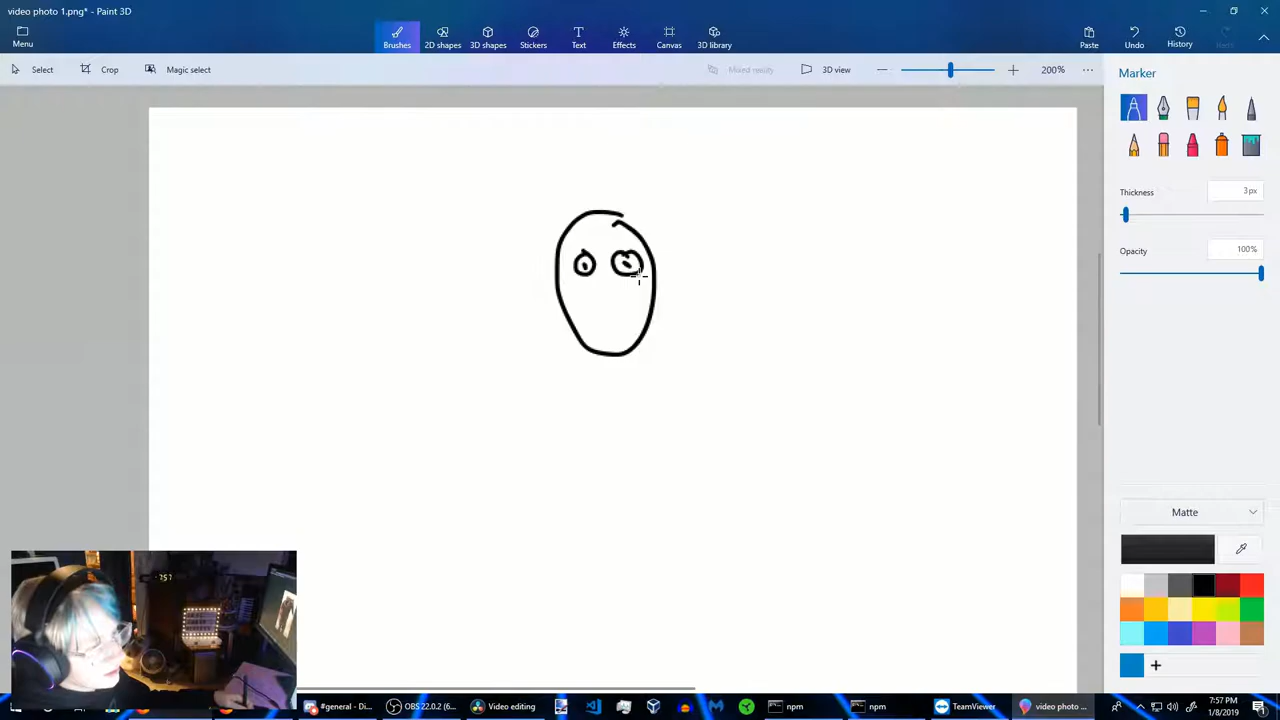 video photo 1.png* - Paint 3D
Menu
Brushes
2D shapes
3D shapes
Stickers
Text
Effects
Canvas
3D library
Paste
Undo
History
Select
Crop
Magic select
Mixed reality
3D view
200%
Marker
Thickness
3px
Opacity
100%
Matte
#general - Di...
OBS 22.0.2 (6...
Video editing
npm
npm
TeamViewer
video photo ...
7:57 PM
1/8/2019